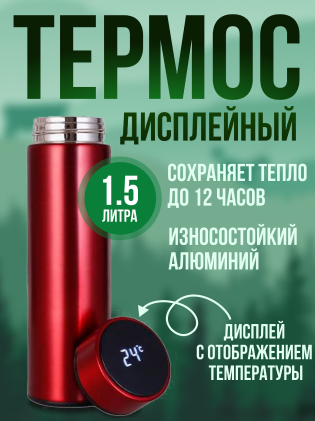 ТЕРМОС
ДИСПЛЕЙНЫЙ
1.5
ЛИТРА
СОХРАНЯЕТ ТЕПЛО
ДО 12 ЧАСОВ
ИЗНОСОСТОЙКИЙ
АЛЮМИНИЙ
24°C
ДИСПЛЕЙ
С ОТОБРАЖЕНИЕМ
ТЕМПЕРАТУРЫ